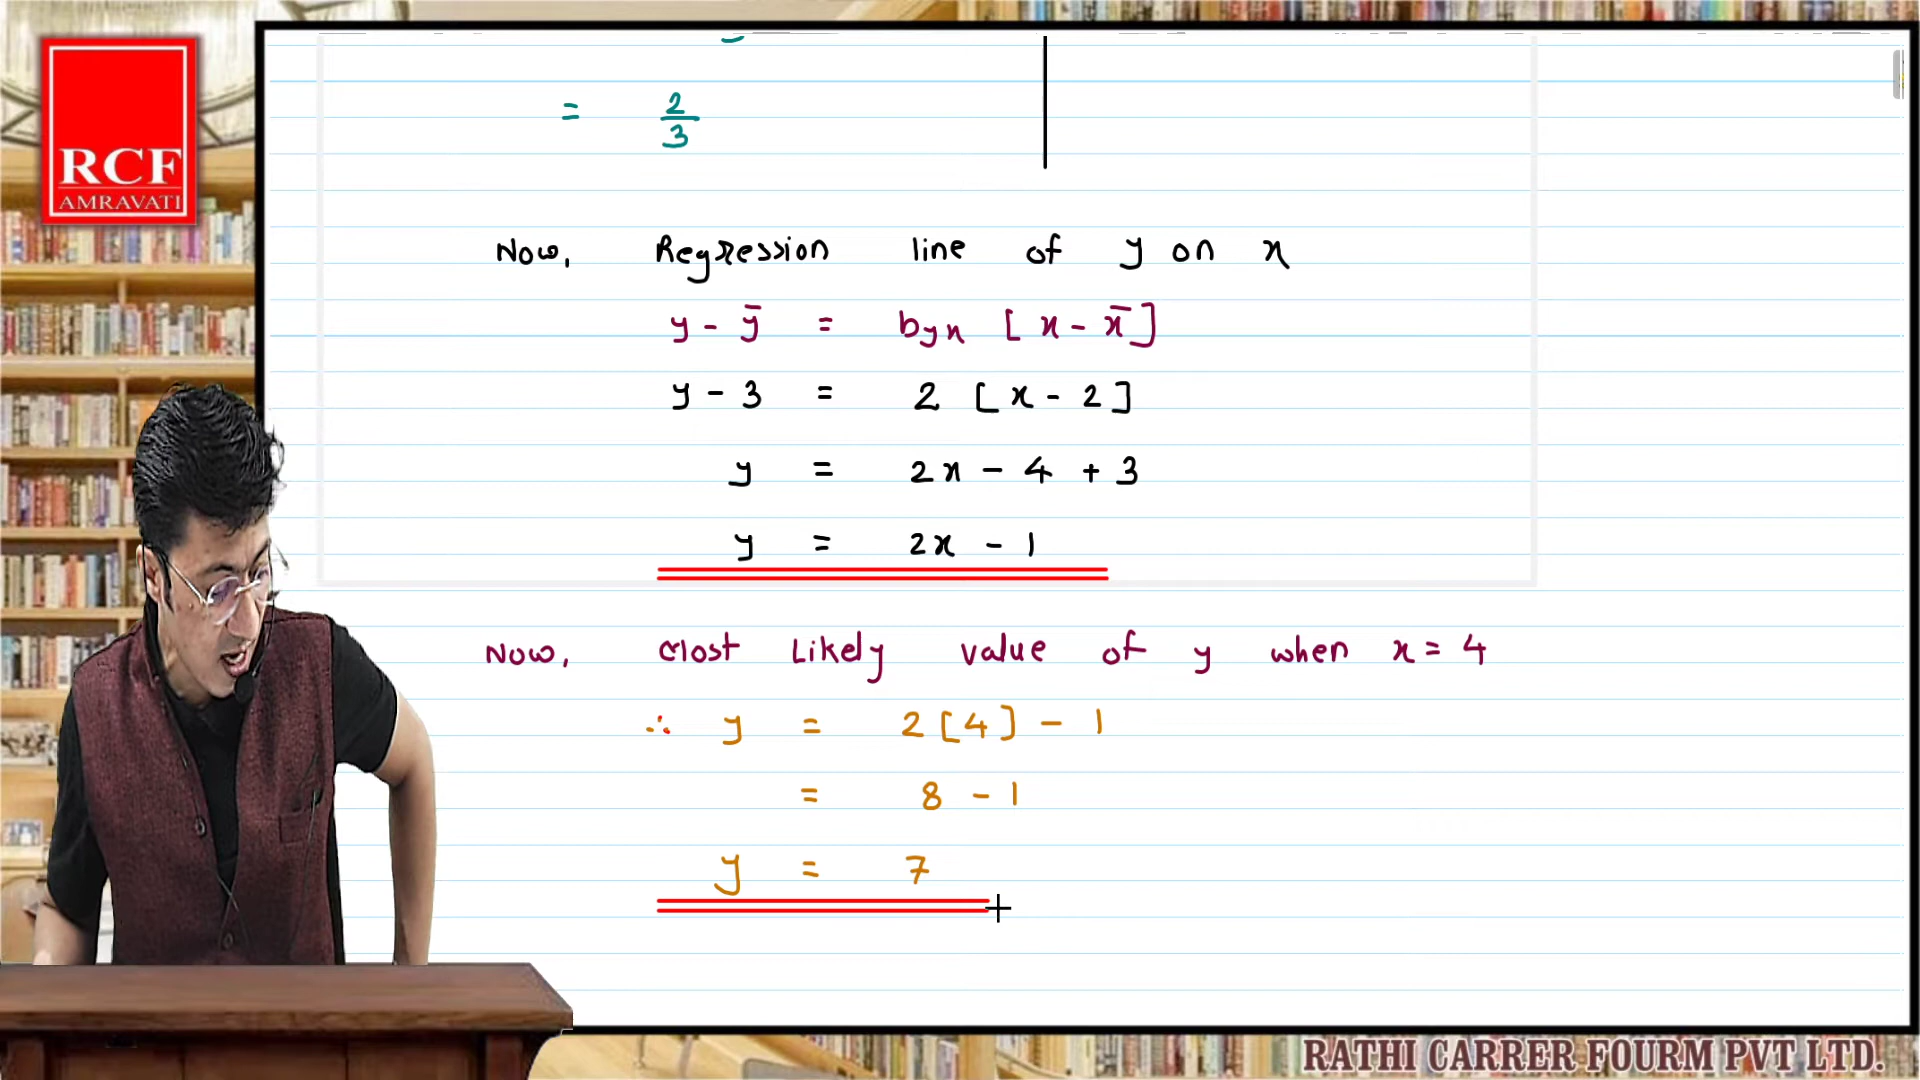 RCF
AMRAVATI
= 2/3
Now, Regression line of y on x
y - ȳ = byx [x - x̄]
y - 3 = 2 [x - 2]
y = 2x - 4 + 3
y = 2x - 1
Now, Most Likely value of y when x = 4
∴ y = 2[4] - 1
= 8 - 1
y = 7
RATHI CARRER FOURM PVT LTD.